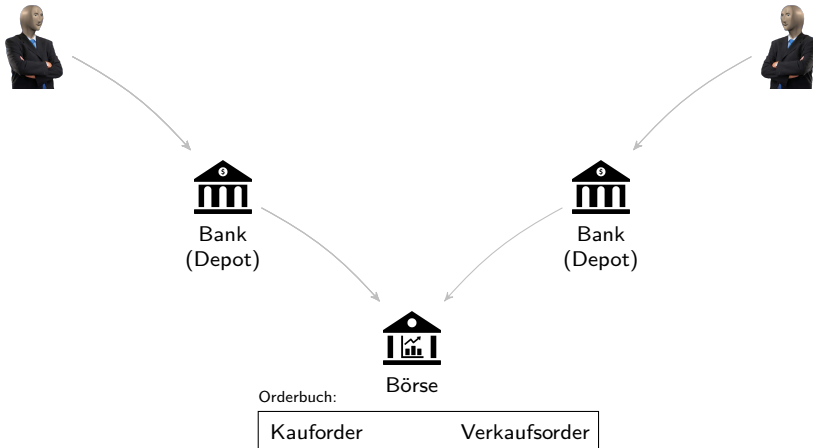 Bank
(Depot)
Bank
(Depot)
Börse
Orderbuch:
Kauforder Verkaufsorder